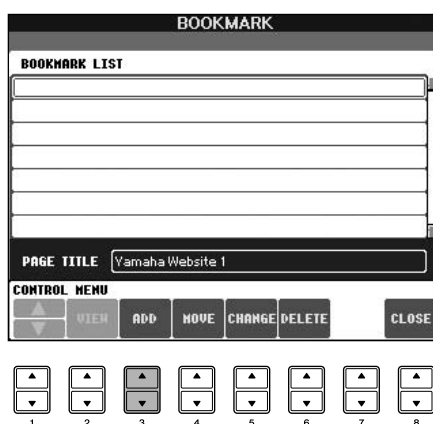 BOOKMARK
BOOKMARK LIST
PAGE TITLE Yamaha Website 1
CONTROL MENU
VIEW ADD MOVE CHANGE DELETE CLOSE
1 2 3 4 5 6 7 8